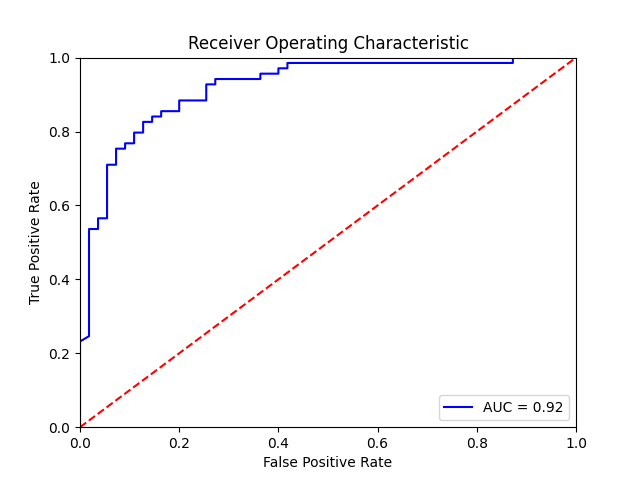 Receiver Operating Characteristic
1.0
0.8
0.6
0.4
0.2
0.0
True Positive Rate
AUC = 0.92
0.0 0.2 0.4 0.6 0.8 1.0
False Positive Rate